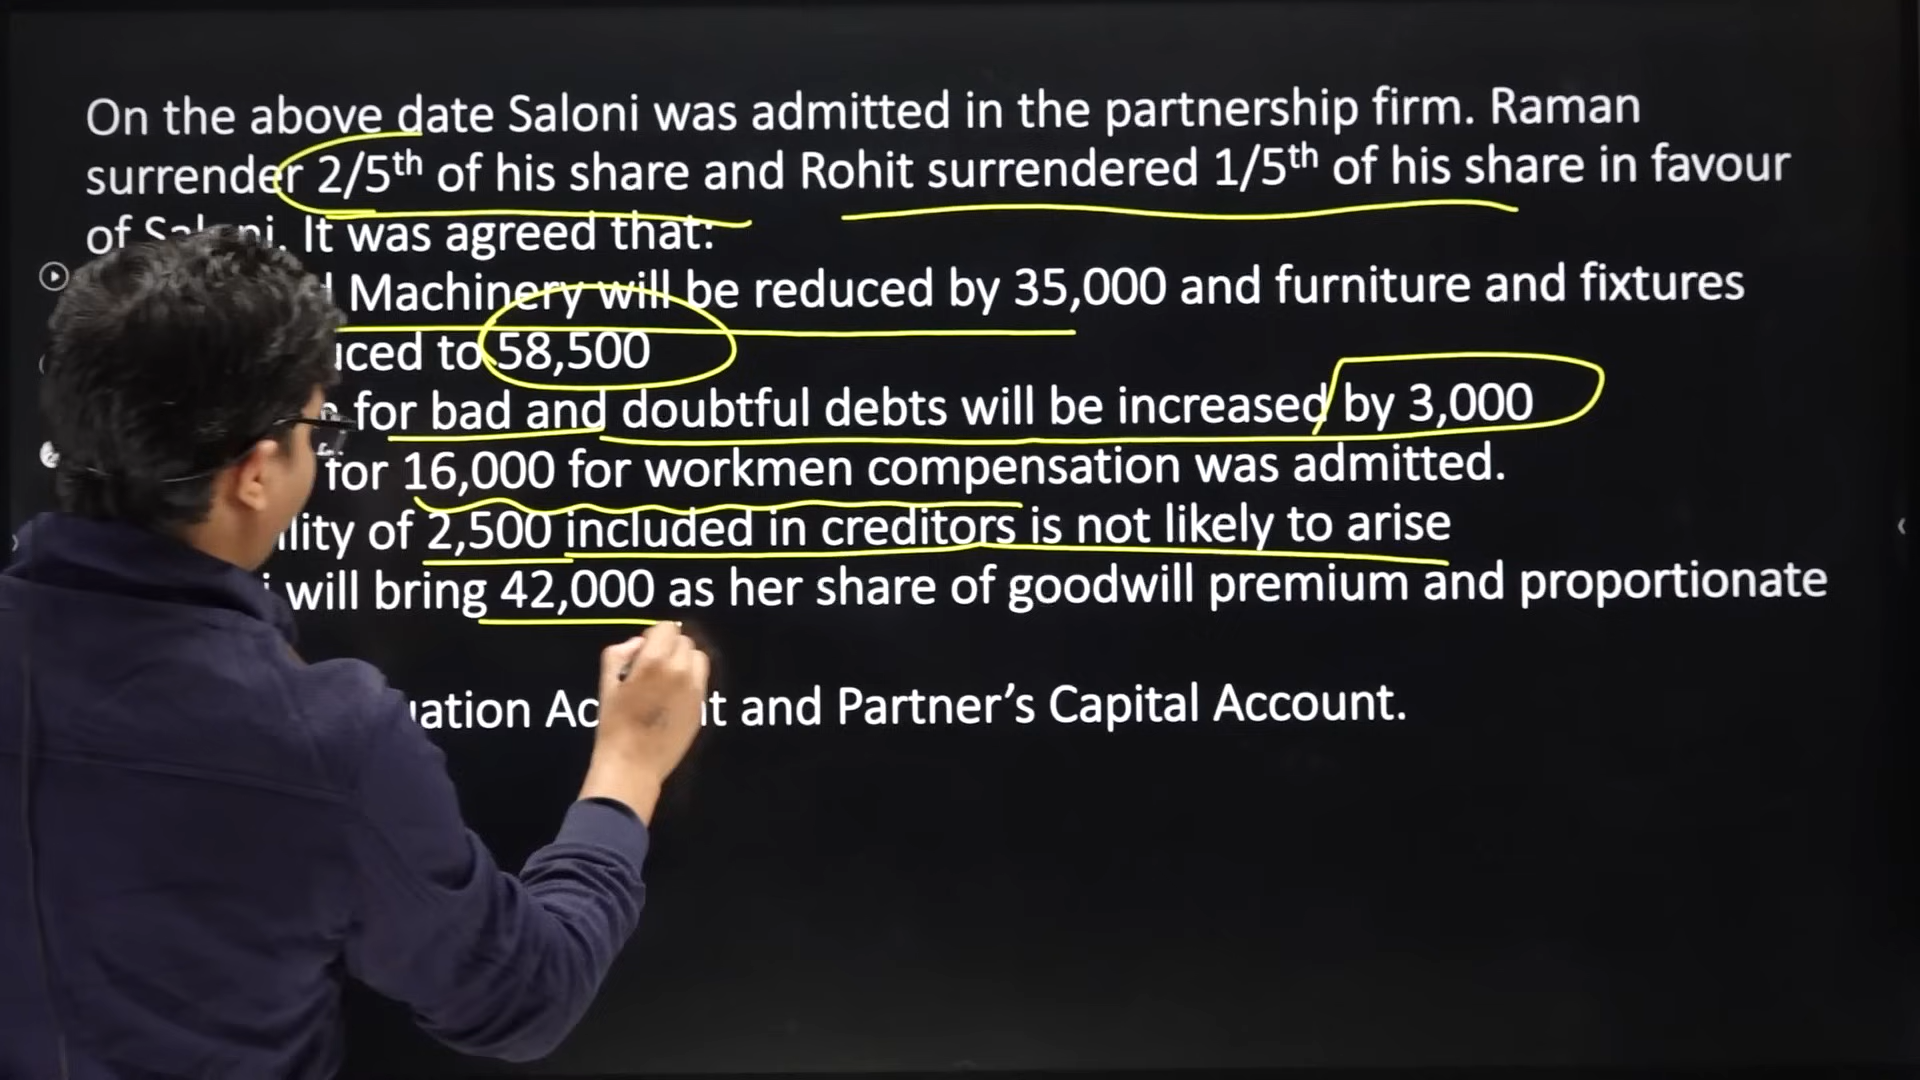 On the above date Saloni was admitted in the partnership firm. Raman
surrender 2/5th of his share and Rohit surrendered 1/5th of his share in favour
of It was agreed that:
Machinery will be reduced by 35,000 and furniture and fixtures
to 58,500
for bad and doubtful debts will be increased by 3,000
for 16,000 for workmen compensation was admitted.
of 2,500 included in creditors is not likely to arise
will bring 42,000 as her share of goodwill premium and proportionate
and Partner's Capital Account.